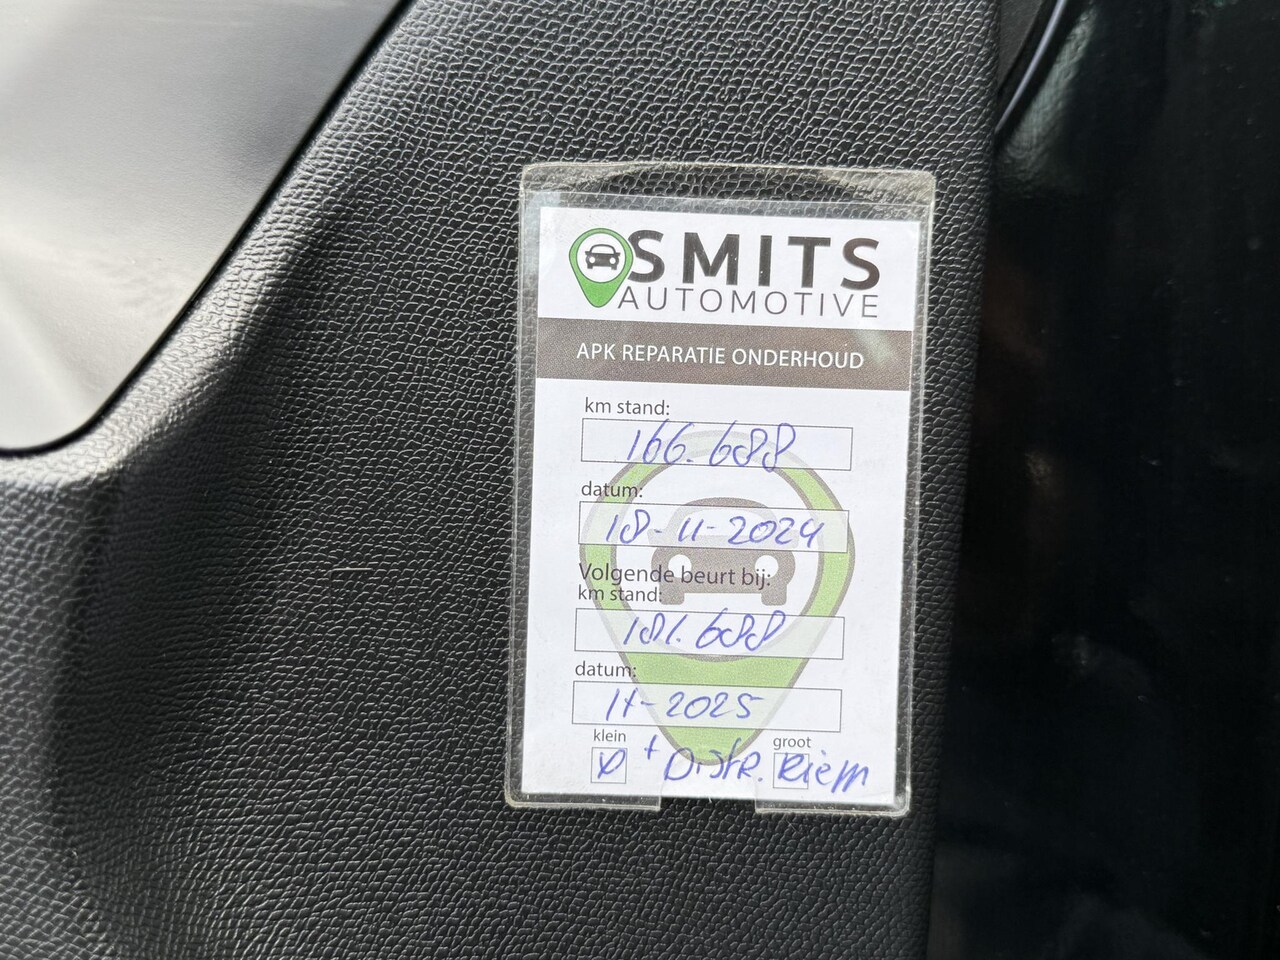 SMITS
AUTOMOTIVE
APK REPARATIE ONDERHOUD
km stand:
166.688
datum:
18-11-2024
Volgende beurt bij:
km stand:
181.688
datum:
11-2025
klein groot
+ Distr. Riem